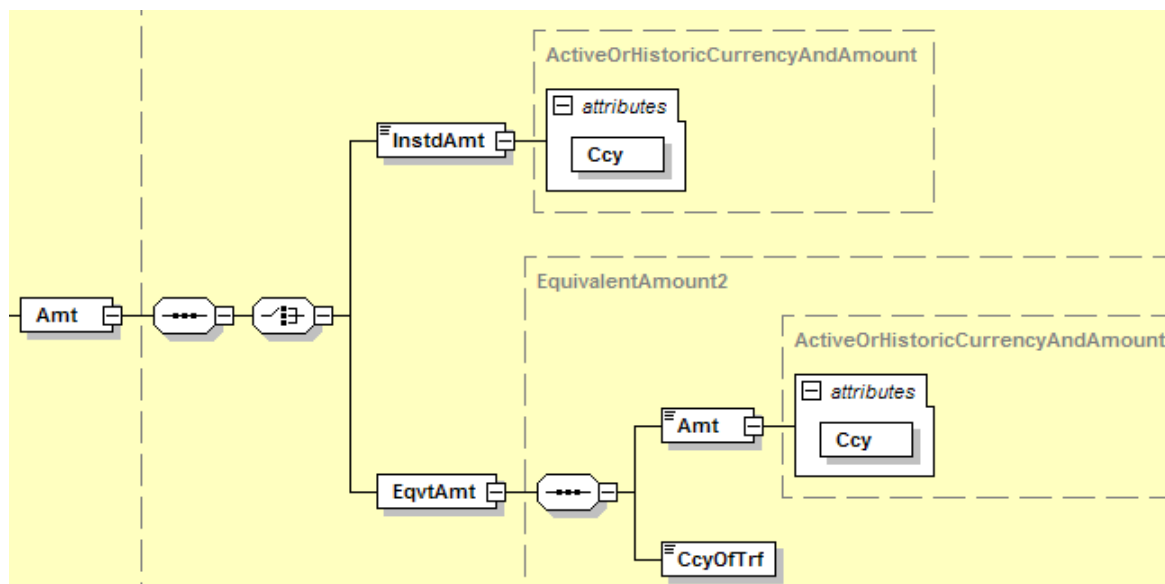 ActiveOrHistoricCurrencyAndAmount
attributes
InstdAmt
Ccy
EquivalentAmount2
Amt
ActiveOrHistoricCurrencyAndAmount
attributes
Amt
Ccy
EqvtAmt
CcyOfTrf